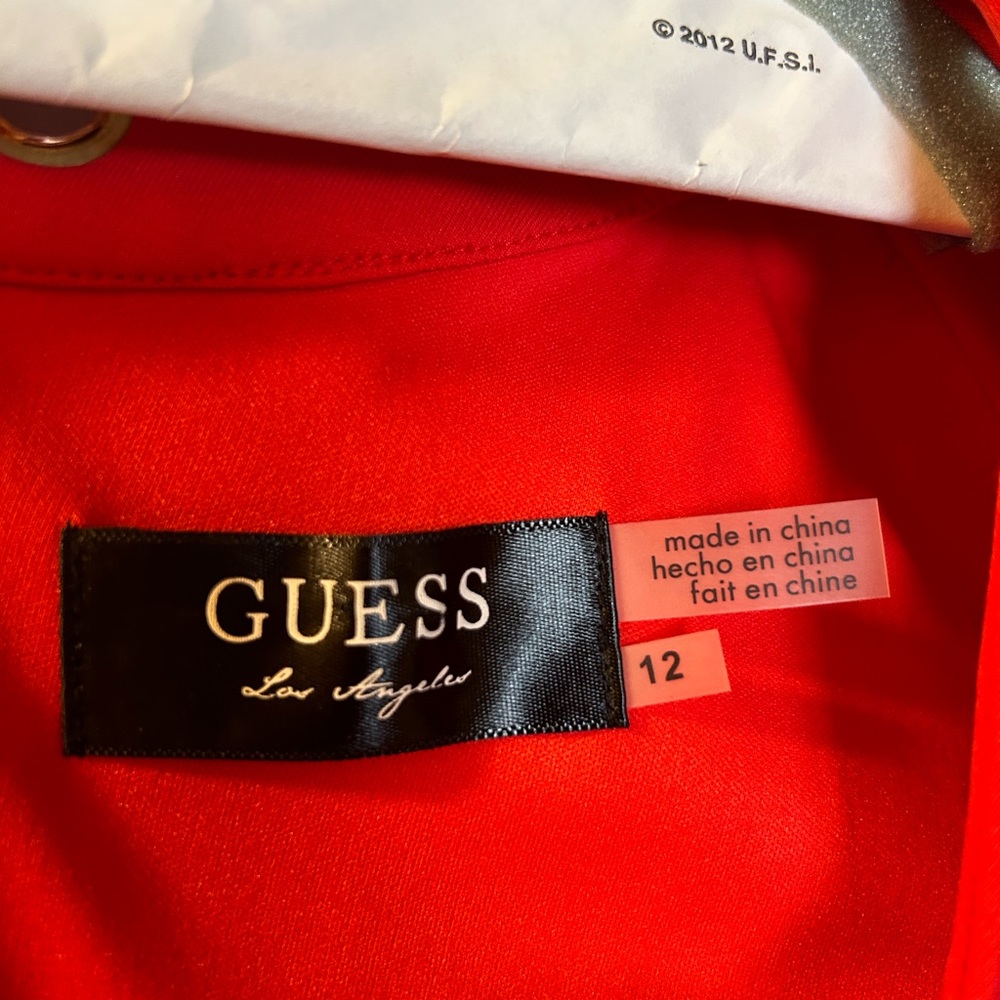 © 2012 U.F.S.I.
GUESS
Los Angeles
made in china
hecho en china
fait en chine
12